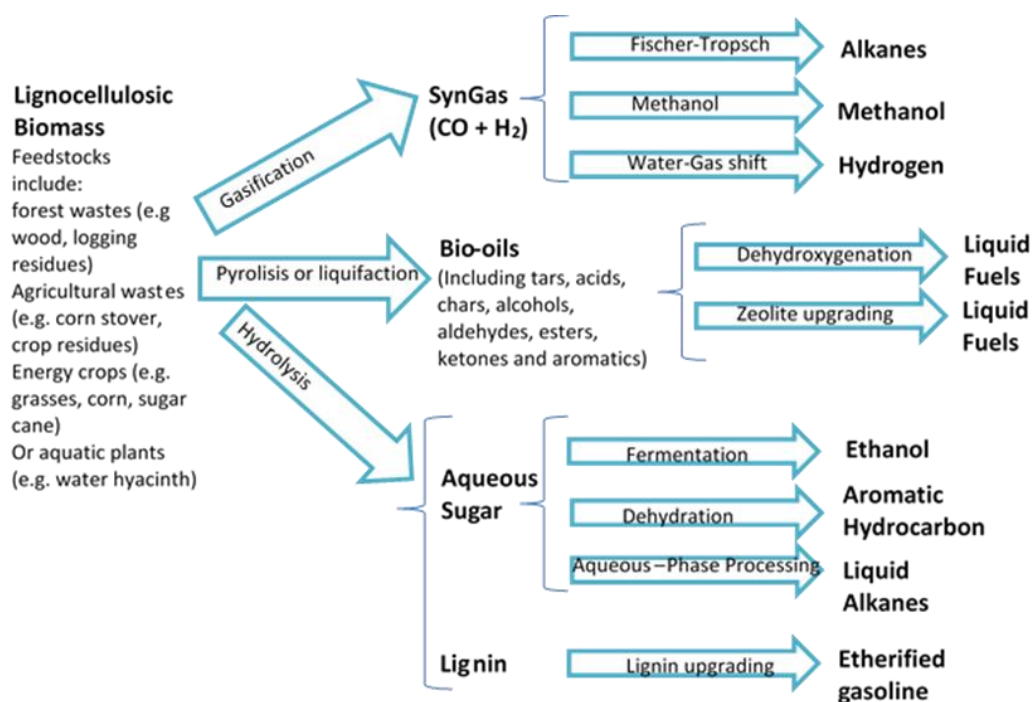 Lignocellulosic
Biomass
Feedstocks
include:
forest wastes (e.g
wood, logging
residues)
Agricultural wastes
(e.g. corn stover,
crop residues)
Energy crops (e.g.
grasses, corn, sugar
cane)
Or aquatic plants
(e.g. water hyacinth)
Gasification
SynGas
(CO + H₂)
Fischer-Tropsch
Alkanes
Methanol
Methanol
Water-Gas shift
Hydrogen
Pyrolisis or liquifaction
Bio-oils
(Including tars, acids,
chars, alcohols,
aldehydes, esters,
ketones and aromatics)
Dehydroxygenation
Liquid
Fuels
Zeolite upgrading
Liquid
Fuels
Hydrolysis
Aqueous
Sugar
Fermentation
Ethanol
Dehydration
Aromatic
Hydrocarbon
Aqueous –Phase Processing
Liquid
Alkanes
Lignin
Lignin upgrading
Etherified
gasoline